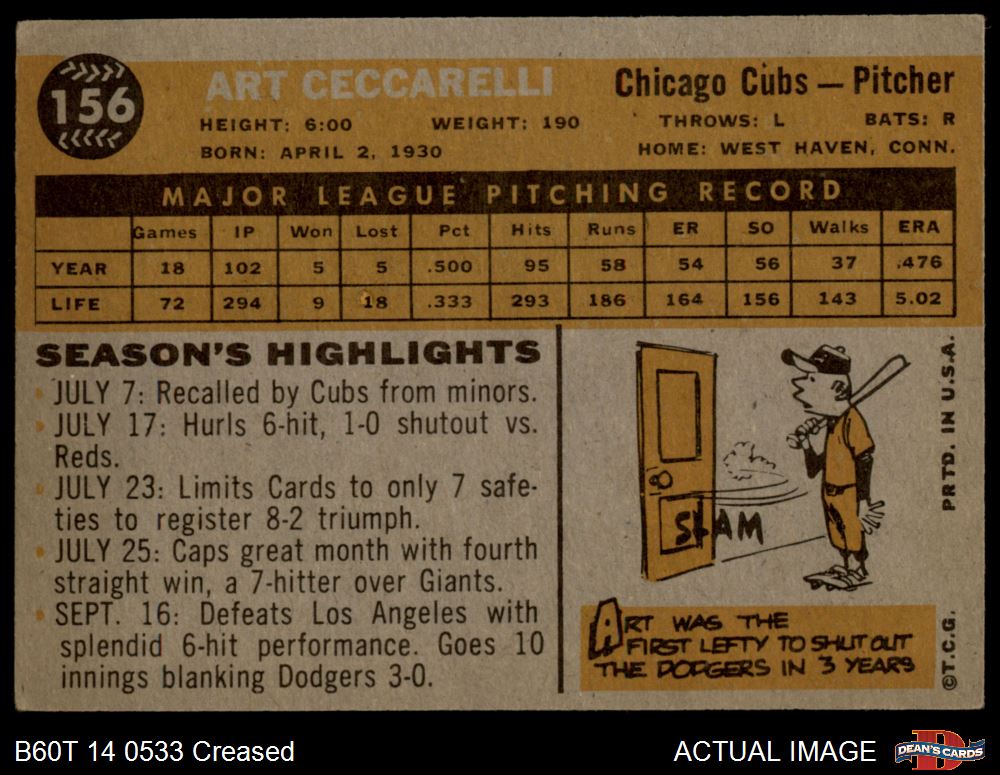 156
ART CECCARELLI
Chicago Cubs — Pitcher
HEIGHT: 6:00 WEIGHT: 190 THROWS: L BATS: R
BORN: APRIL 2, 1930 HOME: WEST HAVEN, CONN.
MAJOR LEAGUE PITCHING RECORD
Games IP Won Lost Pct Hits Runs ER SO Walks ERA
YEAR 18 102 5 5 .500 95 58 54 56 37 .476
LIFE 72 294 9 18 .333 293 186 164 156 143 5.02
SEASON'S HIGHLIGHTS
• JULY 7: Recalled by Cubs from minors.
• JULY 17: Hurls 6-hit, 1-0 shutout vs.
Reds.
• JULY 23: Limits Cards to only 7 safe-
ties to register 8-2 triumph.
• JULY 25: Caps great month with fourth
straight win, a 7-hitter over Giants.
• SEPT. 16: Defeats Los Angeles with
splendid 6-hit performance. Goes 10
innings blanking Dodgers 3-0.
SLAM
ART WAS THE
FIRST LEFTY TO SHUT OUT
THE DODGERS IN 3 YEARS
©T.C.G. PRTD. IN U.S.A.
B60T 14 0533 Creased
ACTUAL IMAGE
D
DEAN'S CARDS